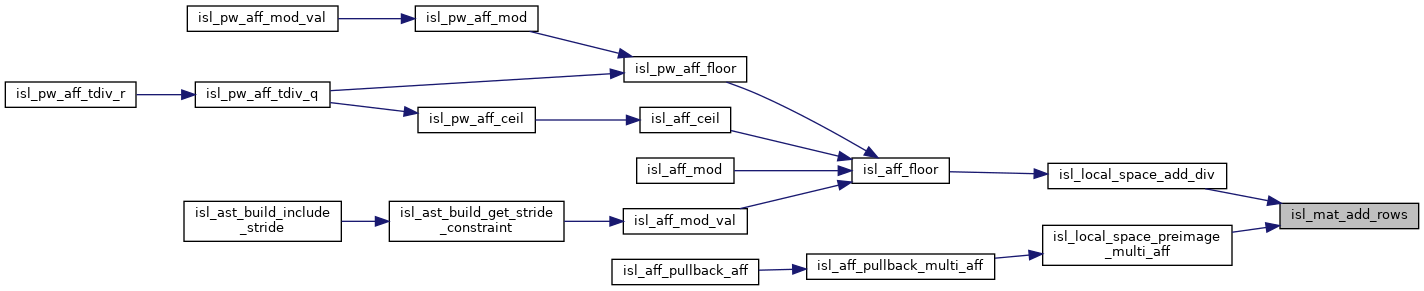 isl_pw_aff_mod_val
isl_pw_aff_mod
isl_pw_aff_floor
isl_pw_aff_tdiv_r
isl_pw_aff_tdiv_q
isl_pw_aff_ceil
isl_aff_ceil
isl_aff_mod
isl_aff_floor
isl_local_space_add_div
isl_mat_add_rows
isl_ast_build_include
_stride
isl_ast_build_get_stride
_constraint
isl_aff_mod_val
isl_local_space_preimage
_multi_aff
isl_aff_pullback_multi_aff
isl_aff_pullback_aff